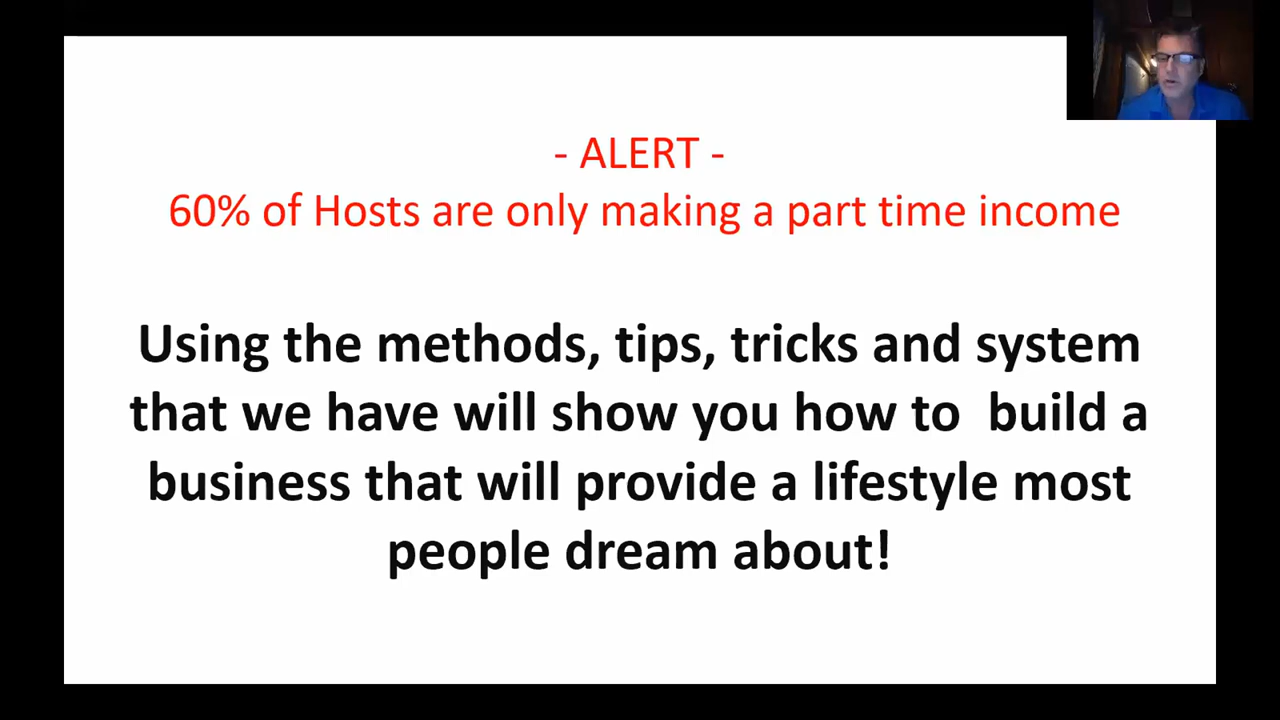 - ALERT -
60% of Hosts are only making a part time income
Using the methods, tips, tricks and system
that we have will show you how to  build a
business that will provide a lifestyle most
people dream about!